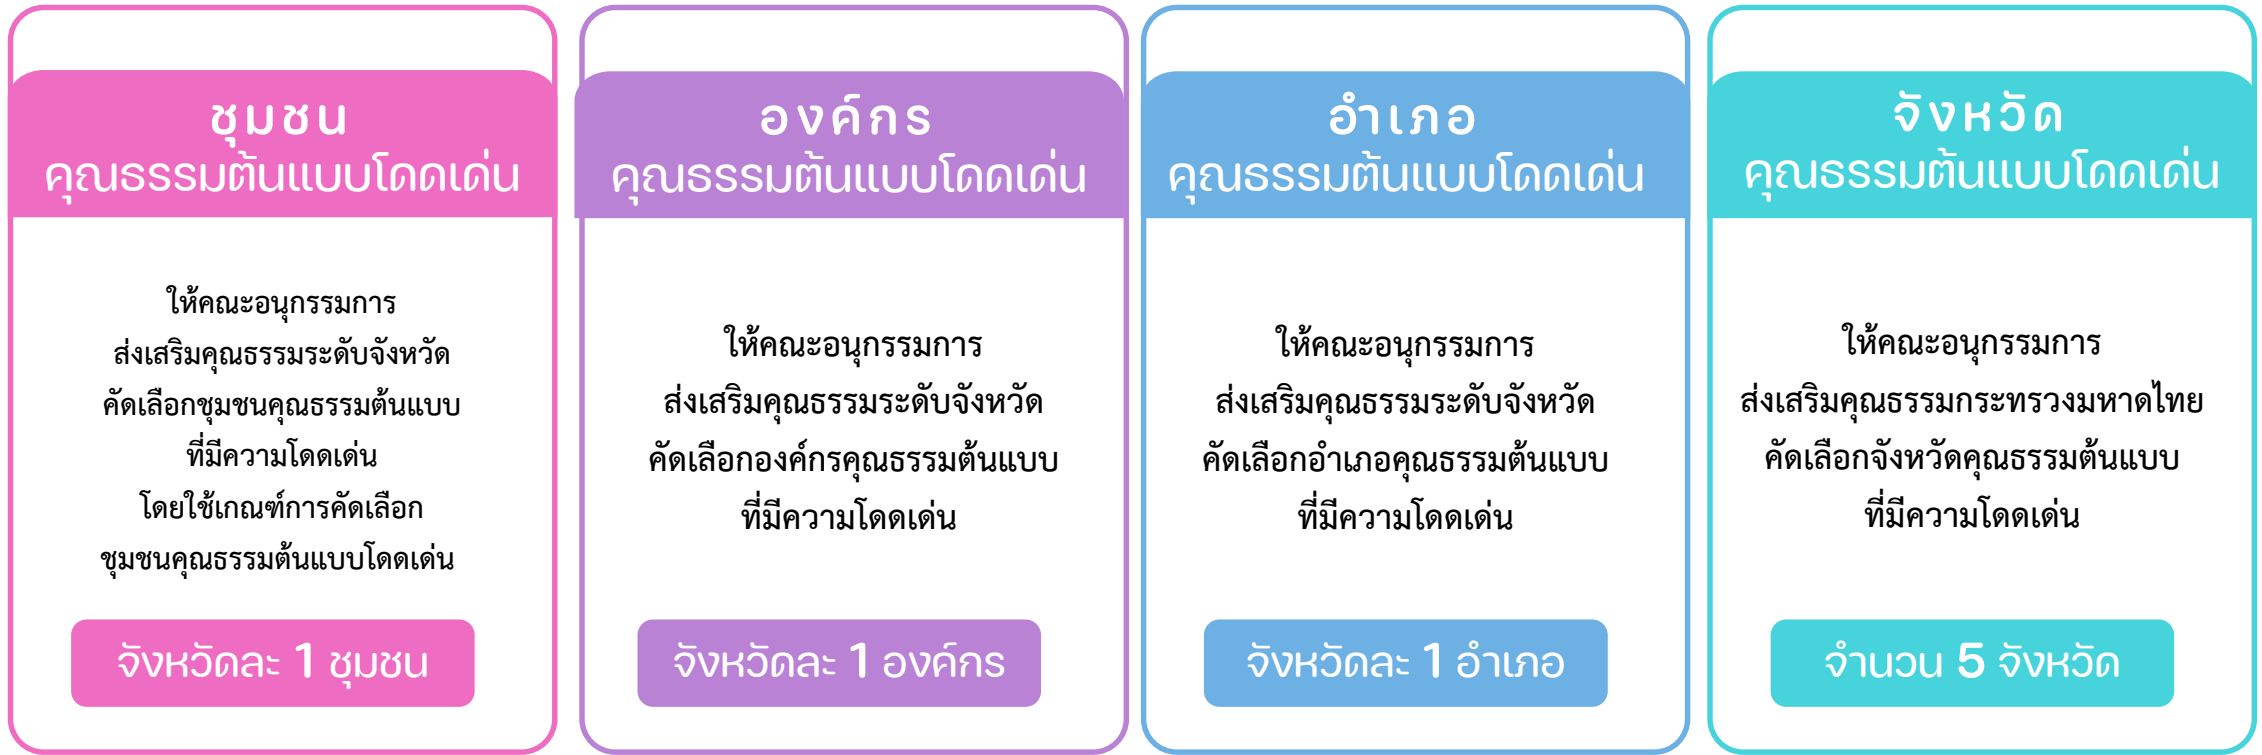 ชุมชน
คุณธรรมต้นแบบโดดเด่น
ให้คณะอนุกรรมการ
ส่งเสริมคุณธรรมระดับจังหวัด
คัดเลือกชุมชนคุณธรรมต้นแบบ
ที่มีความโดดเด่น
โดยใช้เกณฑ์การคัดเลือก
ชุมชนคุณธรรมต้นแบบโดดเด่น
จังหวัดละ 1 ชุมชน
องค์กร
คุณธรรมต้นแบบโดดเด่น
ให้คณะอนุกรรมการ
ส่งเสริมคุณธรรมระดับจังหวัด
คัดเลือกองค์กรคุณธรรมต้นแบบ
ที่มีความโดดเด่น
จังหวัดละ 1 องค์กร
อำเภอ
คุณธรรมต้นแบบโดดเด่น
ให้คณะอนุกรรมการ
ส่งเสริมคุณธรรมระดับจังหวัด
คัดเลือกอำเภอคุณธรรมต้นแบบ
ที่มีความโดดเด่น
จังหวัดละ 1 อำเภอ
จังหวัด
คุณธรรมต้นแบบโดดเด่น
ให้คณะอนุกรรมการ
ส่งเสริมคุณธรรมกระทรวงมหาดไทย
คัดเลือกจังหวัดคุณธรรมต้นแบบ
ที่มีความโดดเด่น
จำนวน 5 จังหวัด